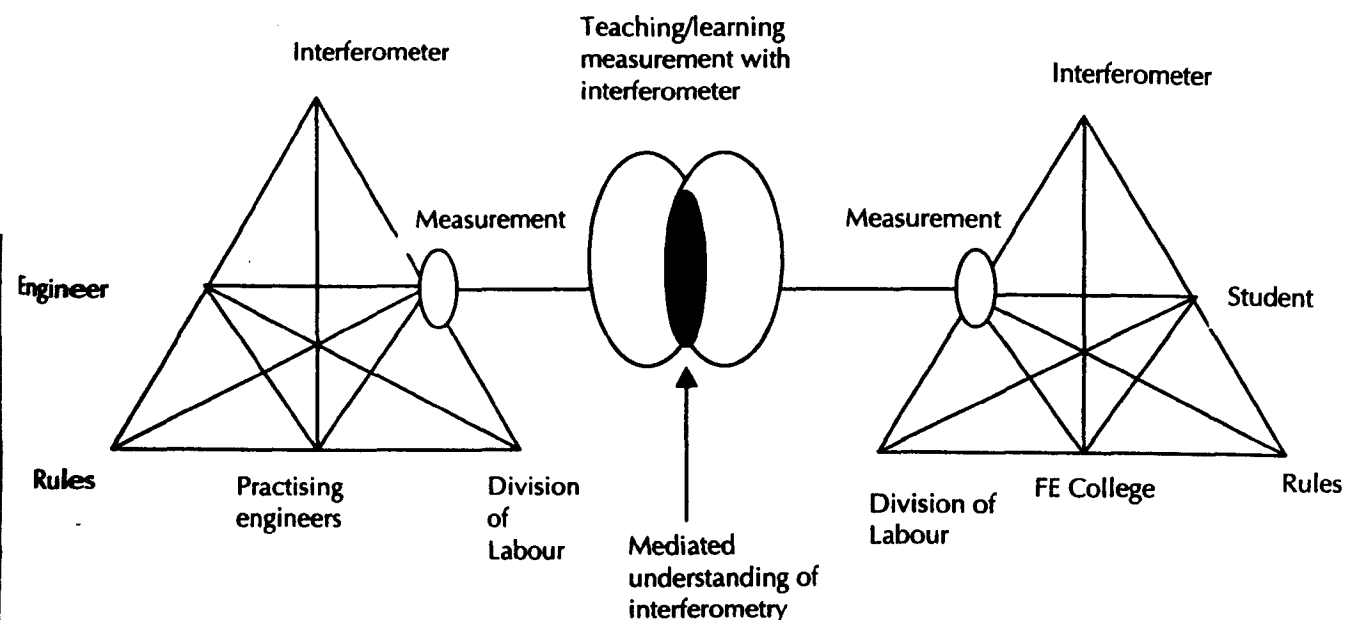 Interferometer
Teaching/learning
measurement with
interferometer
Interferometer
Measurement
Measurement
Engineer
Student
Rules
Practising
engineers
Division
of
Labour
Mediated
understanding of
interferometry
Division of
Labour
FE College
Rules